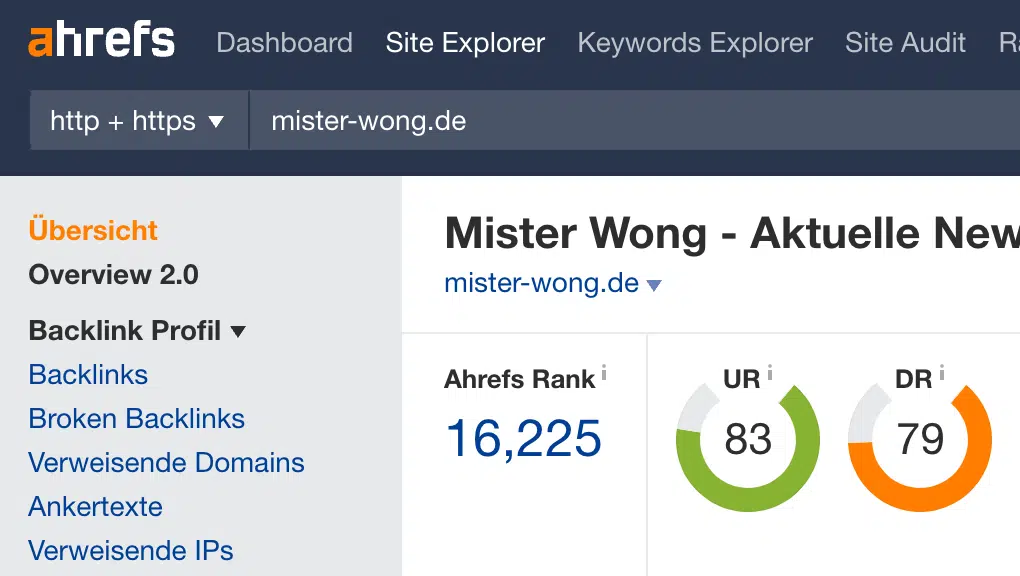 ahrefs Dashboard Site Explorer Keywords Explorer Site Audit
http + https mister-wong.de
Übersicht
Overview 2.0
Backlink Profil
Backlinks
Broken Backlinks
Verweisende Domains
Ankertexte
Verweisende IPs
Mister Wong - Aktuelle New
mister-wong.de
Ahrefs Rank i
16,225
UR i
83
DR i
79